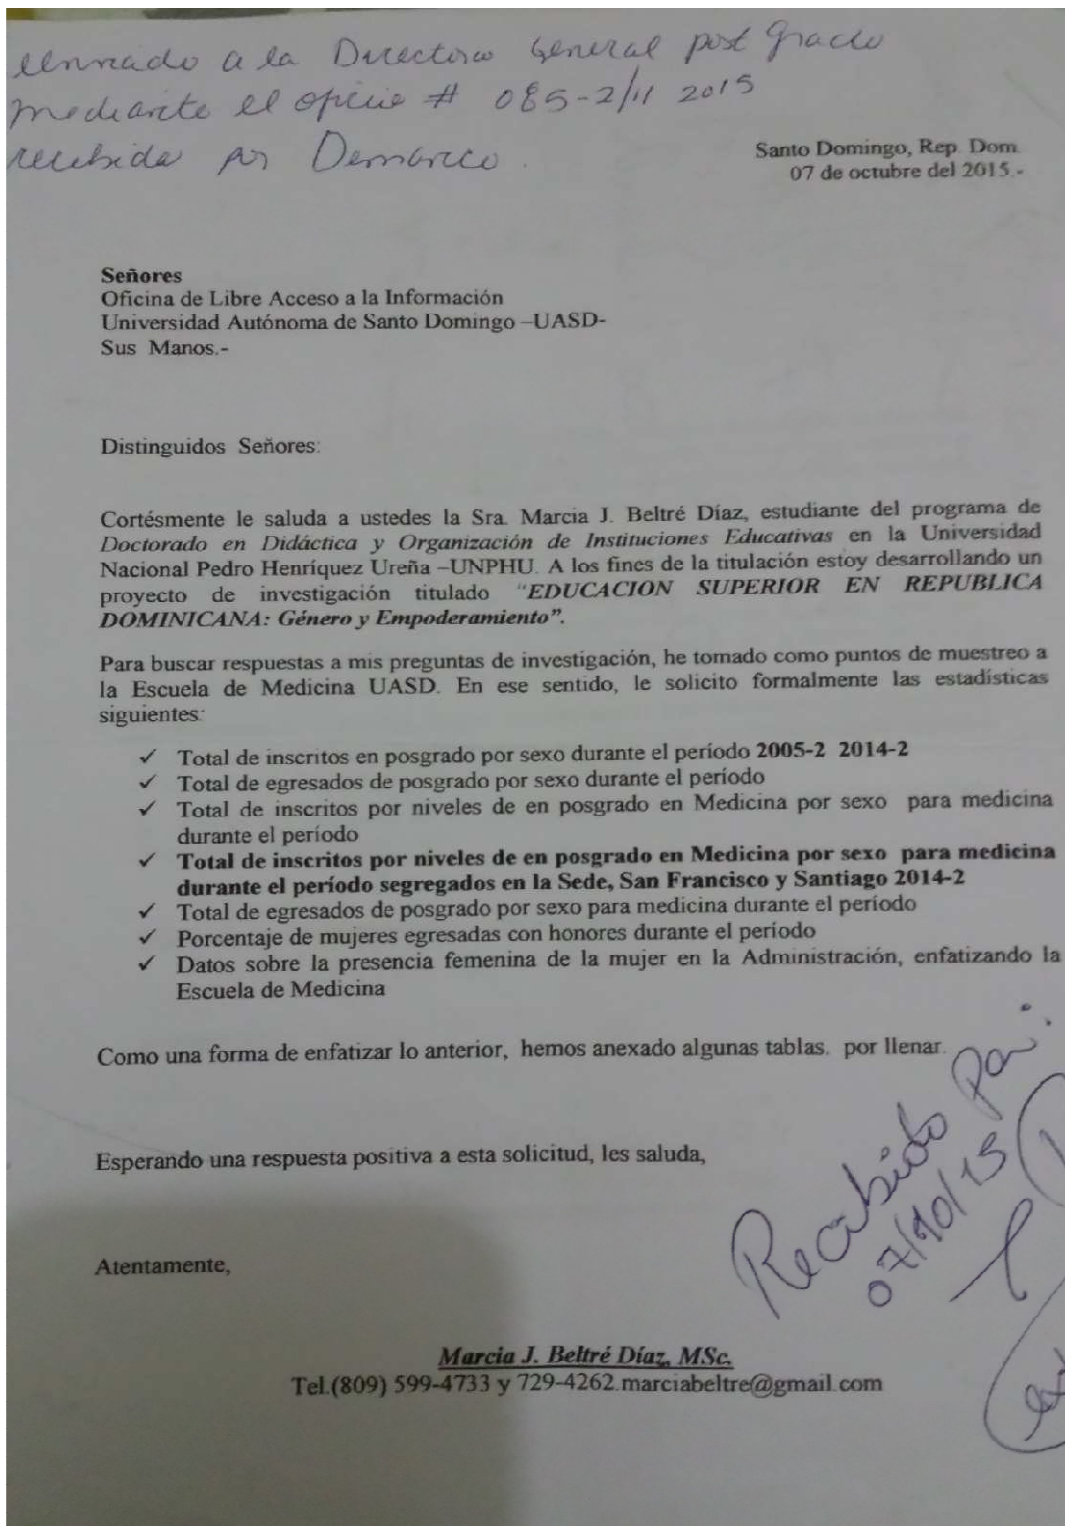 enviado a la Directora General post Grado
Mediante el oficio # 085-2/11 2015
recibida por Demarco.
Santo Domingo, Rep. Dom.
07 de octubre del 2015.-
Señores
Oficina de Libre Acceso a la Información
Universidad Autónoma de Santo Domingo –UASD-
Sus Manos.-
Distinguidos Señores:
Cortésmente le saluda a ustedes la Sra. Marcia J. Beltré Díaz, estudiante del programa de
Doctorado en Didáctica y Organización de Instituciones Educativas en la Universidad
Nacional Pedro Henríquez Ureña –UNPHU. A los fines de la titulación estoy desarrollando un
proyecto de investigación titulado "EDUCACION SUPERIOR EN REPUBLICA
DOMINICANA: Género y Empoderamiento”.
Para buscar respuestas a mis preguntas de investigación, he tomado como puntos de muestreo a
la Escuela de Medicina UASD. En ese sentido, le solicito formalmente las estadísticas
siguientes:
✓ Total de inscritos en posgrado por sexo durante el período 2005-2 2014-2
✓ Total de egresados de posgrado por sexo durante el período
✓ Total de inscritos por niveles de en posgrado en Medicina por sexo para medicina
durante el período
✓ Total de inscritos por niveles de en posgrado en Medicina por sexo para medicina
durante el período segregados en la Sede, San Francisco y Santiago 2014-2
✓ Total de egresados de posgrado por sexo para medicina durante el período
✓ Porcentaje de mujeres egresadas con honores durante el período
✓ Datos sobre la presencia femenina de la mujer en la Administración, enfatizando la
Escuela de Medicina
Como una forma de enfatizar lo anterior, hemos anexado algunas tablas. por llenar.
Recibido por:
07/10/15
Esperando una respuesta positiva a esta solicitud, les saluda,
Atentamente,
Marcia J. Beltré Díaz, MSc.
Tel.(809) 599-4733 y 729-4262.marciabeltre@gmail.com